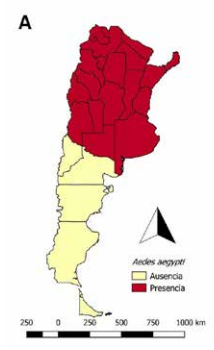 A
Aedes aegypti
Ausencia
Presencia
250 0 250 500 750 1000 km